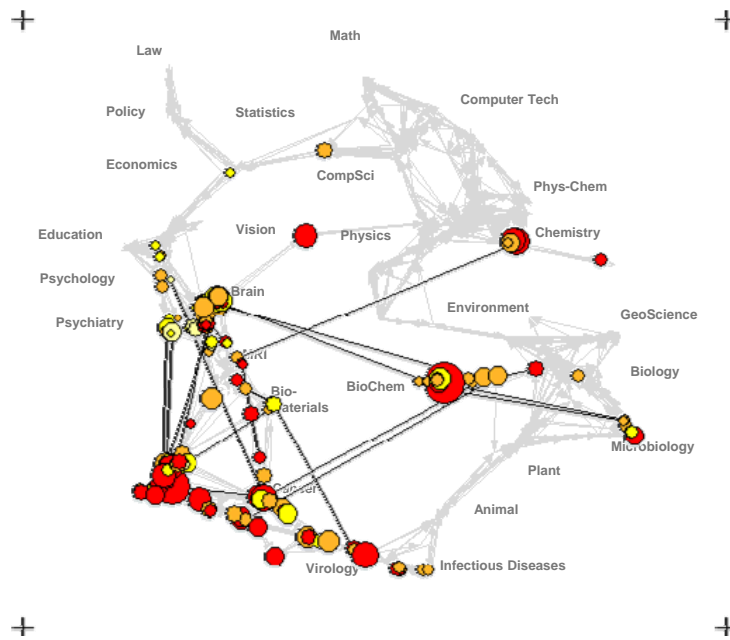 Math
Law
Computer Tech
Policy
Statistics
CompSci
Economics
Phys-Chem
Vision
Physics
Chemistry
Education
Psychology
Brain
Environment
GeoScience
Psychiatry
MRI
BioChem
Biology
Bio-
Materials
Microbiology
Plant
Cancer
Animal
Virology
Infectious Diseases